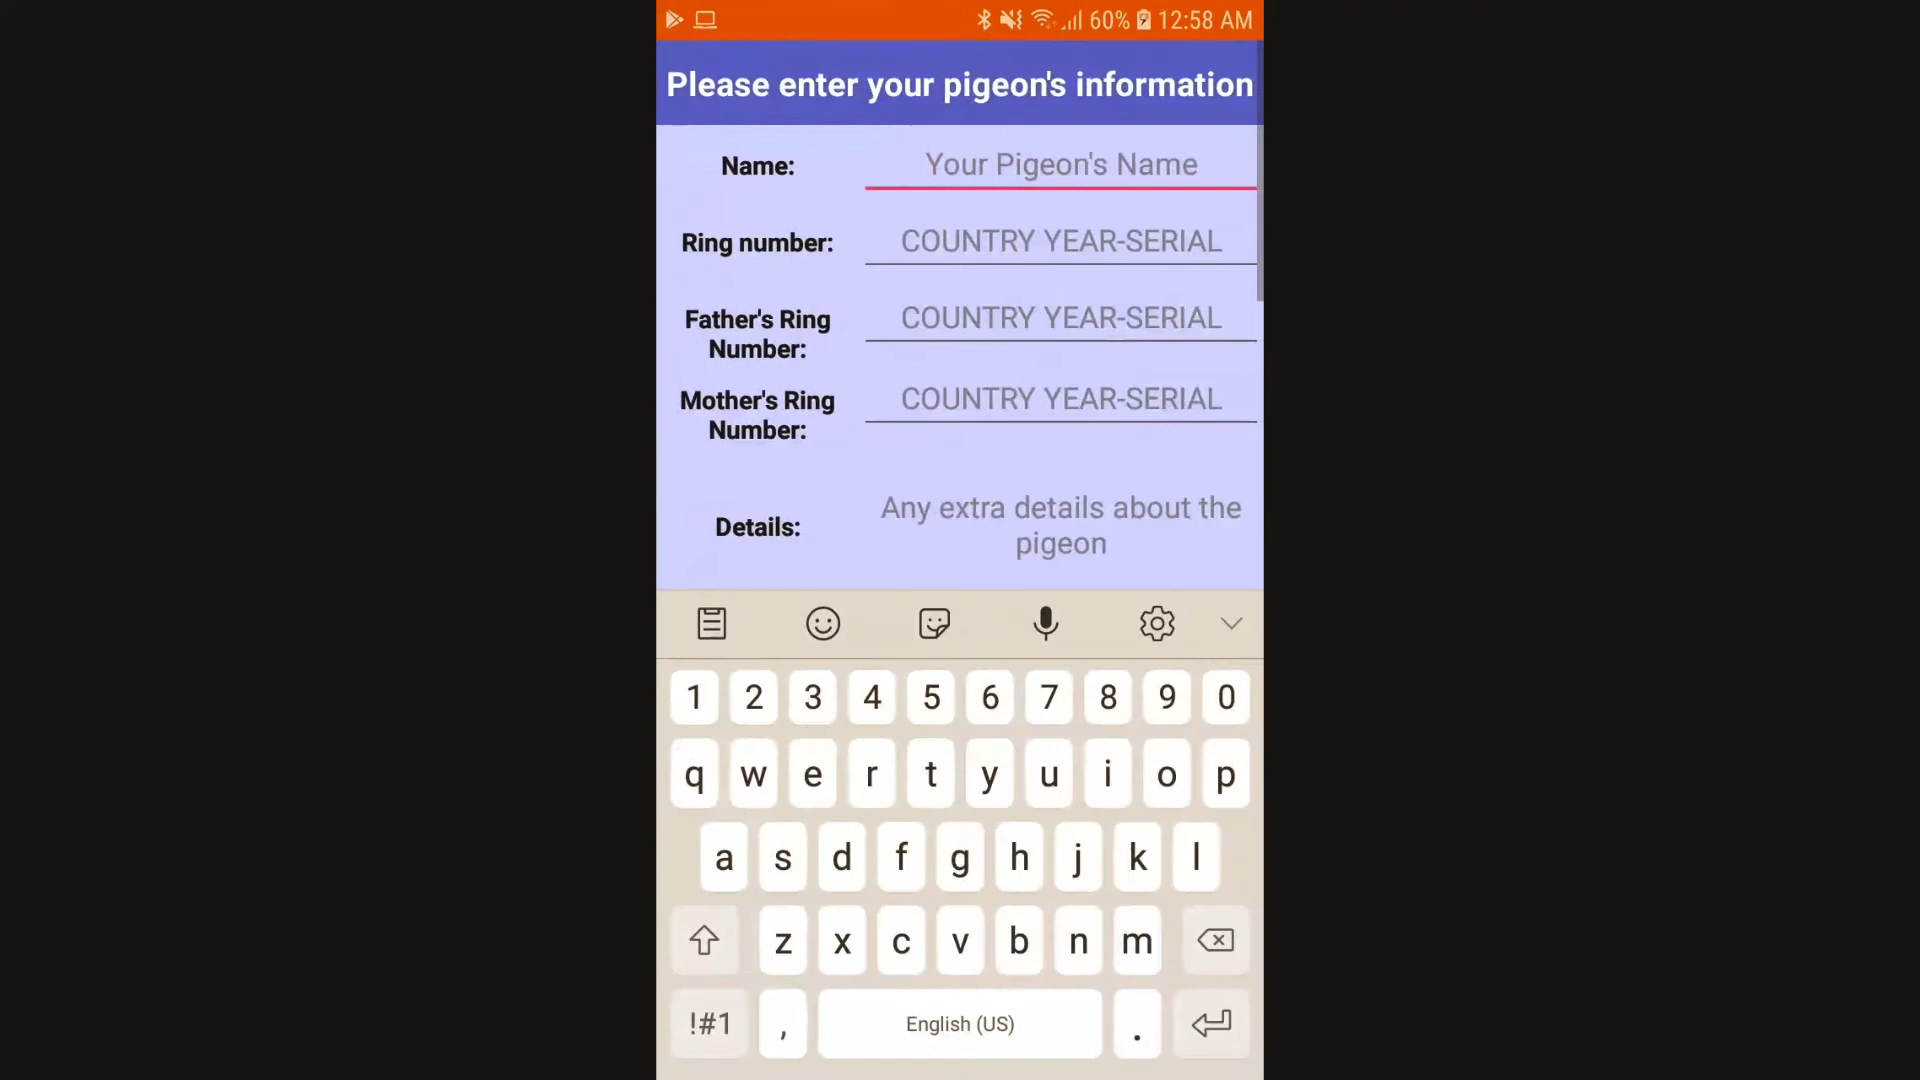 60% 12:58 AM
Please enter your pigeon's information
Name: Your Pigeon's Name
Ring number: COUNTRY YEAR-SERIAL
Father's Ring
Number:
COUNTRY YEAR-SERIAL
Mother's Ring
Number:
COUNTRY YEAR-SERIAL
Details:
Any extra details about the
pigeon
1 2 3 4 5 6 7 8 9 0
q w e r t y u i o p
a s d f g h j k l
z x c v b n m
!#1 , English (US) .